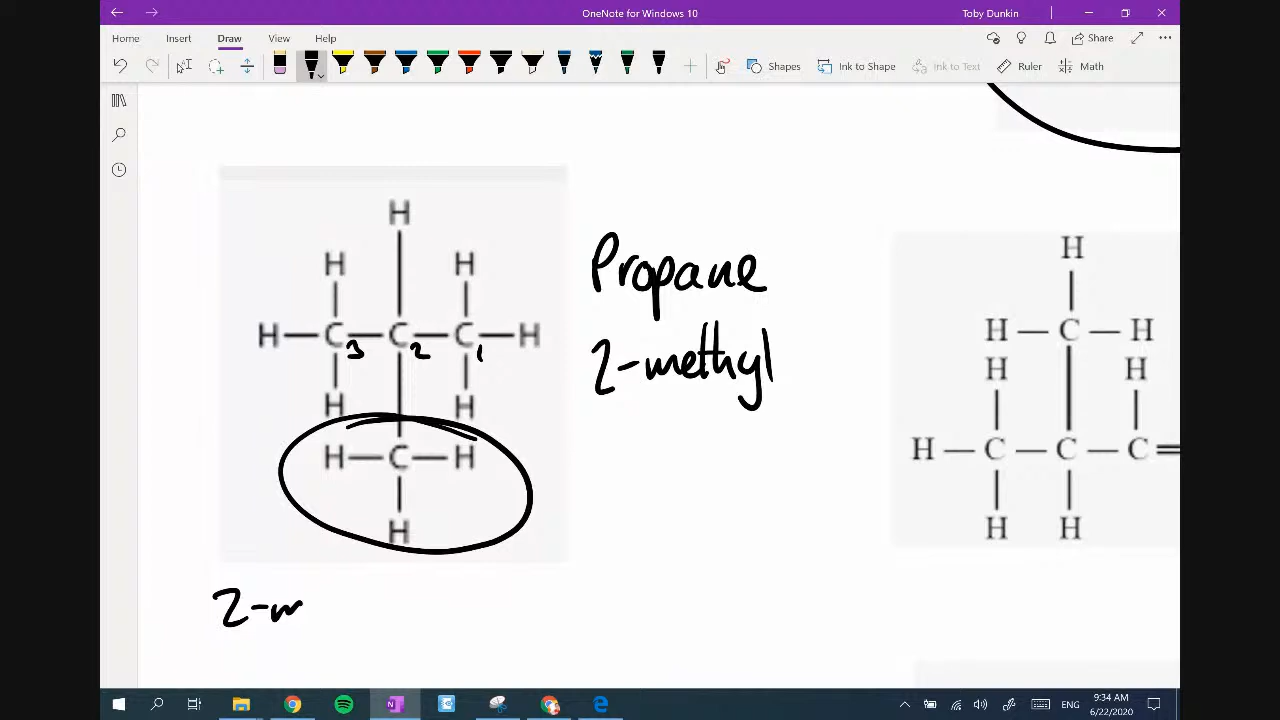 OneNote for Windows 10
Toby Dunkin
Home Insert Draw View Help
Share
Shapes Ink to Shape Ink to Text Ruler Math
H
H H
H C C C H
3 2 1
H H
H C H
H
Propane
2-methyl
2-m
H
H C H
H H
H C C C
H H
ENG
9:34 AM
6/22/2020